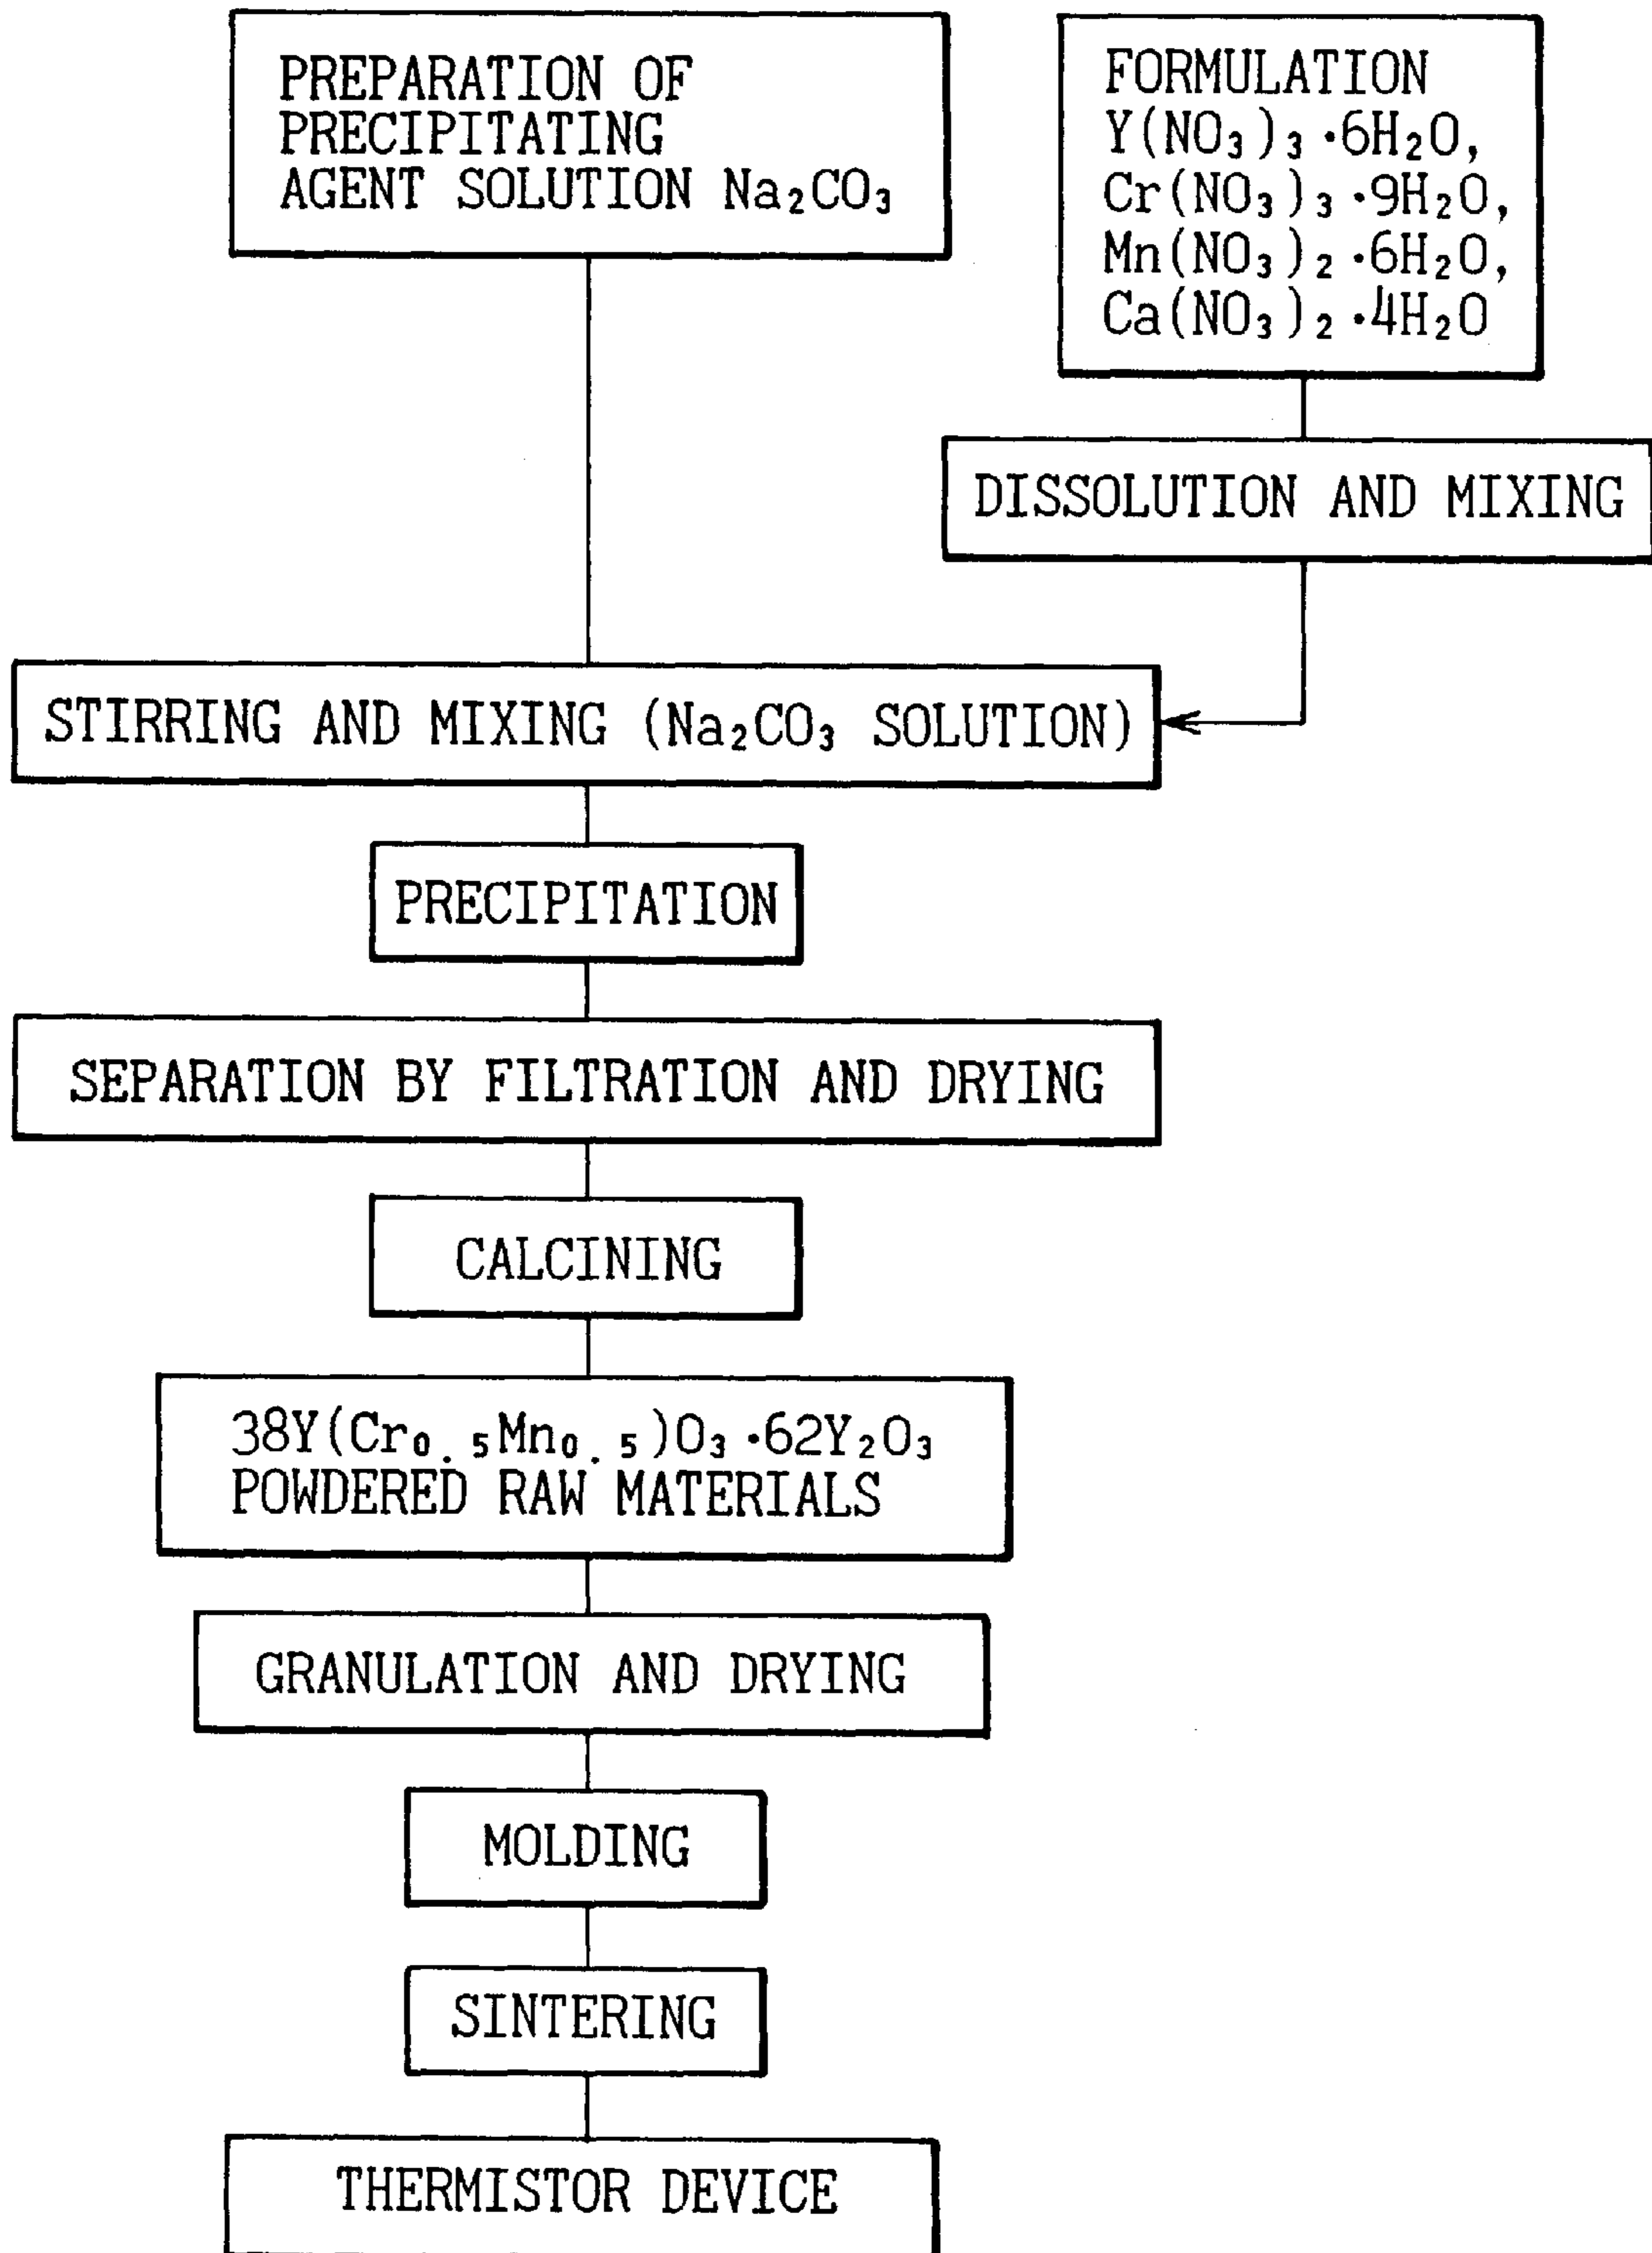 PREPARATION OF
PRECIPITATING
AGENT SOLUTION Na₂CO₃
FORMULATION
Y(NO₃)₃·6H₂O,
Cr(NO₃)₃·9H₂O,
Mn(NO₃)₂·6H₂O,
Ca(NO₃)₂·4H₂O
DISSOLUTION AND MIXING
STIRRING AND MIXING (Na₂CO₃ SOLUTION)
PRECIPITATION
SEPARATION BY FILTRATION AND DRYING
CALCINING
38Y(Cr₀.₅Mn₀.₅)O₃·62Y₂O₃
POWDERED RAW MATERIALS
GRANULATION AND DRYING
MOLDING
SINTERING
THERMISTOR DEVICE